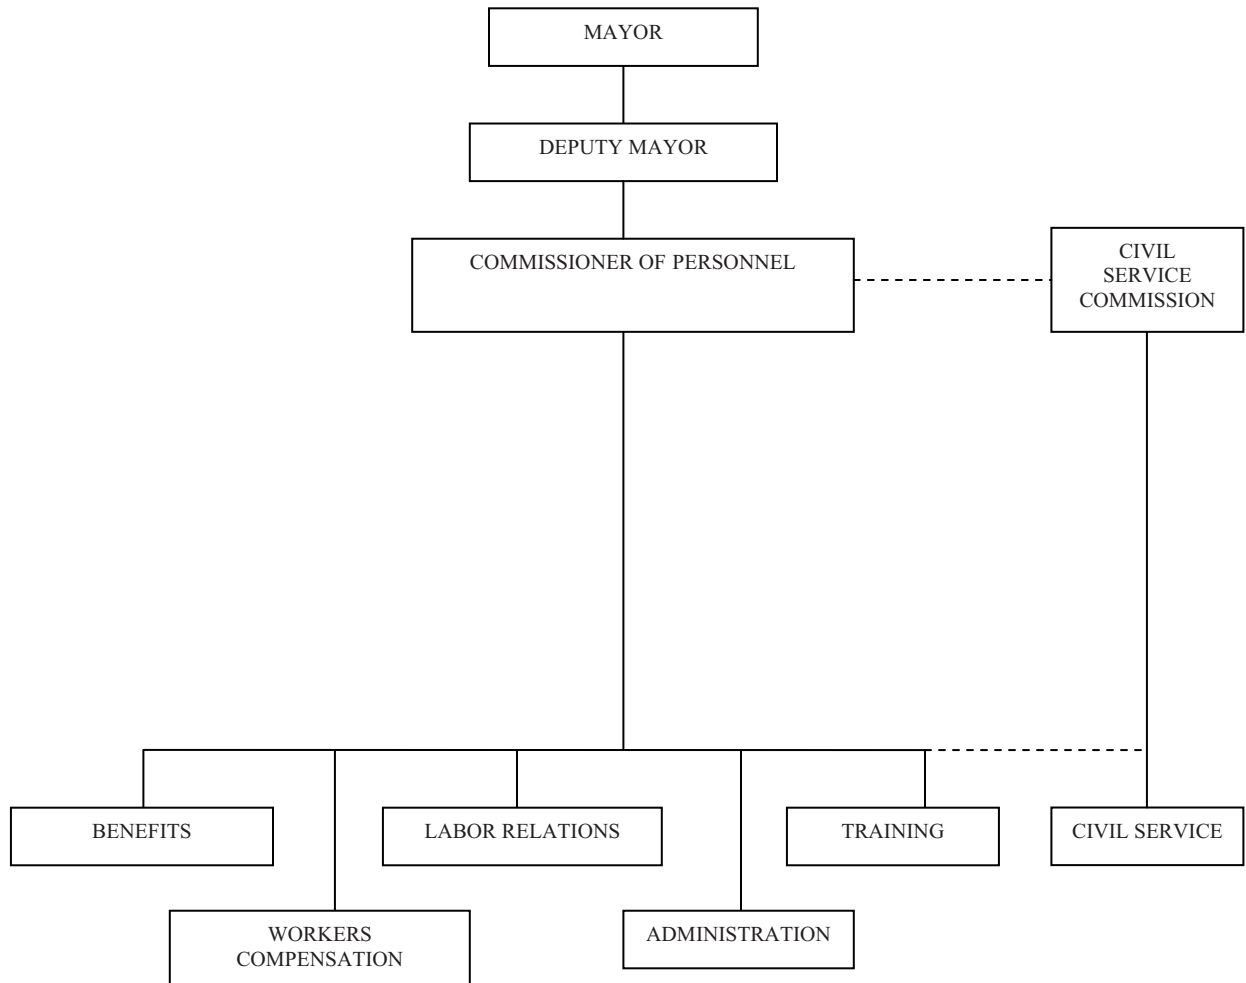 MAYOR
DEPUTY MAYOR
COMMISSIONER OF PERSONNEL
CIVIL
SERVICE
COMMISSION
BENEFITS
LABOR RELATIONS
TRAINING
CIVIL SERVICE
WORKERS
COMPENSATION
ADMINISTRATION